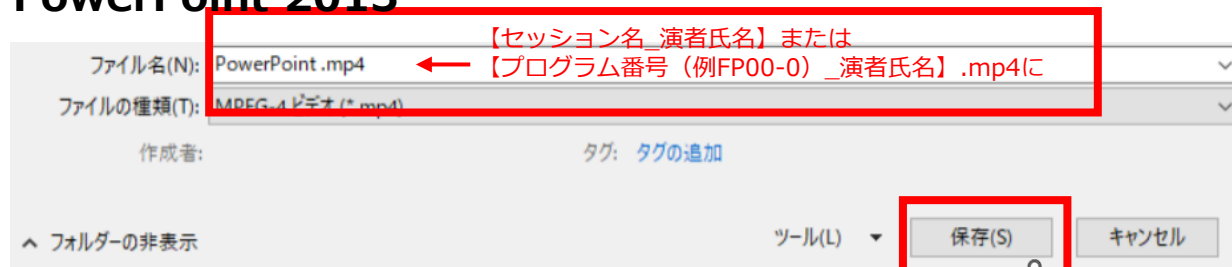 PowerPoint 2013
【セッション名_演者氏名】または
ファイル名(N): PowerPoint .mp4 【プログラム番号（例FP00-0）_演者氏名】.mp4に
ファイルの種類(T): MPEG-4 ビデオ (*.mp4)
作成者: タグ: タグの追加
フォルダーの非表示 ツール(L) 保存(S) キャンセル